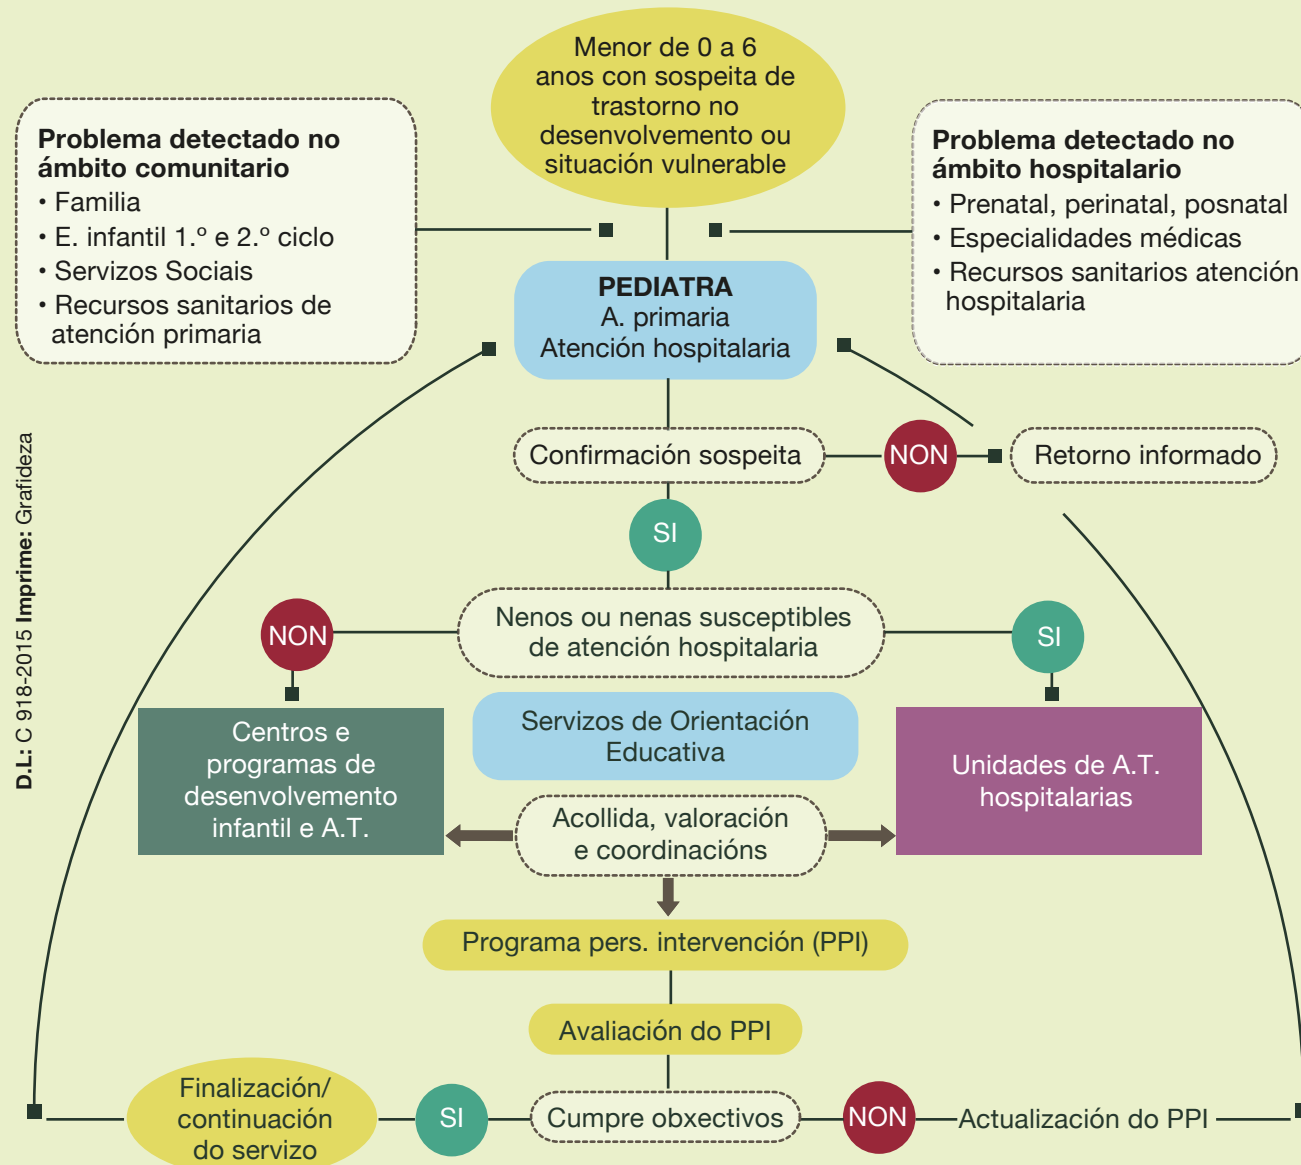 Menor de 0 a 6
anos con sospeita de
trastorno no
desenvolvemento ou
situación vulnerable
Problema detectado no
ámbito comunitario
• Familia
• E. infantil 1.º e 2.º ciclo
• Servizos Sociais
• Recursos sanitarios de
atención primaria
Problema detectado no
ámbito hospitalario
• Prenatal, perinatal, posnatal
• Especialidades médicas
• Recursos sanitarios atención
hospitalaria
PEDIATRA
A. primaria
Atención hospitalaria
Confirmación sospeita
NON
Retorno informado
SI
Nenos ou nenas susceptibles
de atención hospitalaria
NON
SI
Centros e
programas de
desenvolvemento
infantil e A.T.
Servizos de Orientación
Educativa
Unidades de A.T.
hospitalarias
Acollida, valoración
e coordinacións
Programa pers. intervención (PPI)
Avaliación do PPI
Finalización/
continuación
do servizo
SI
Cumpre obxectivos
NON
Actualización do PPI
D.L.: C 918-2015 Imprime: Grafideza